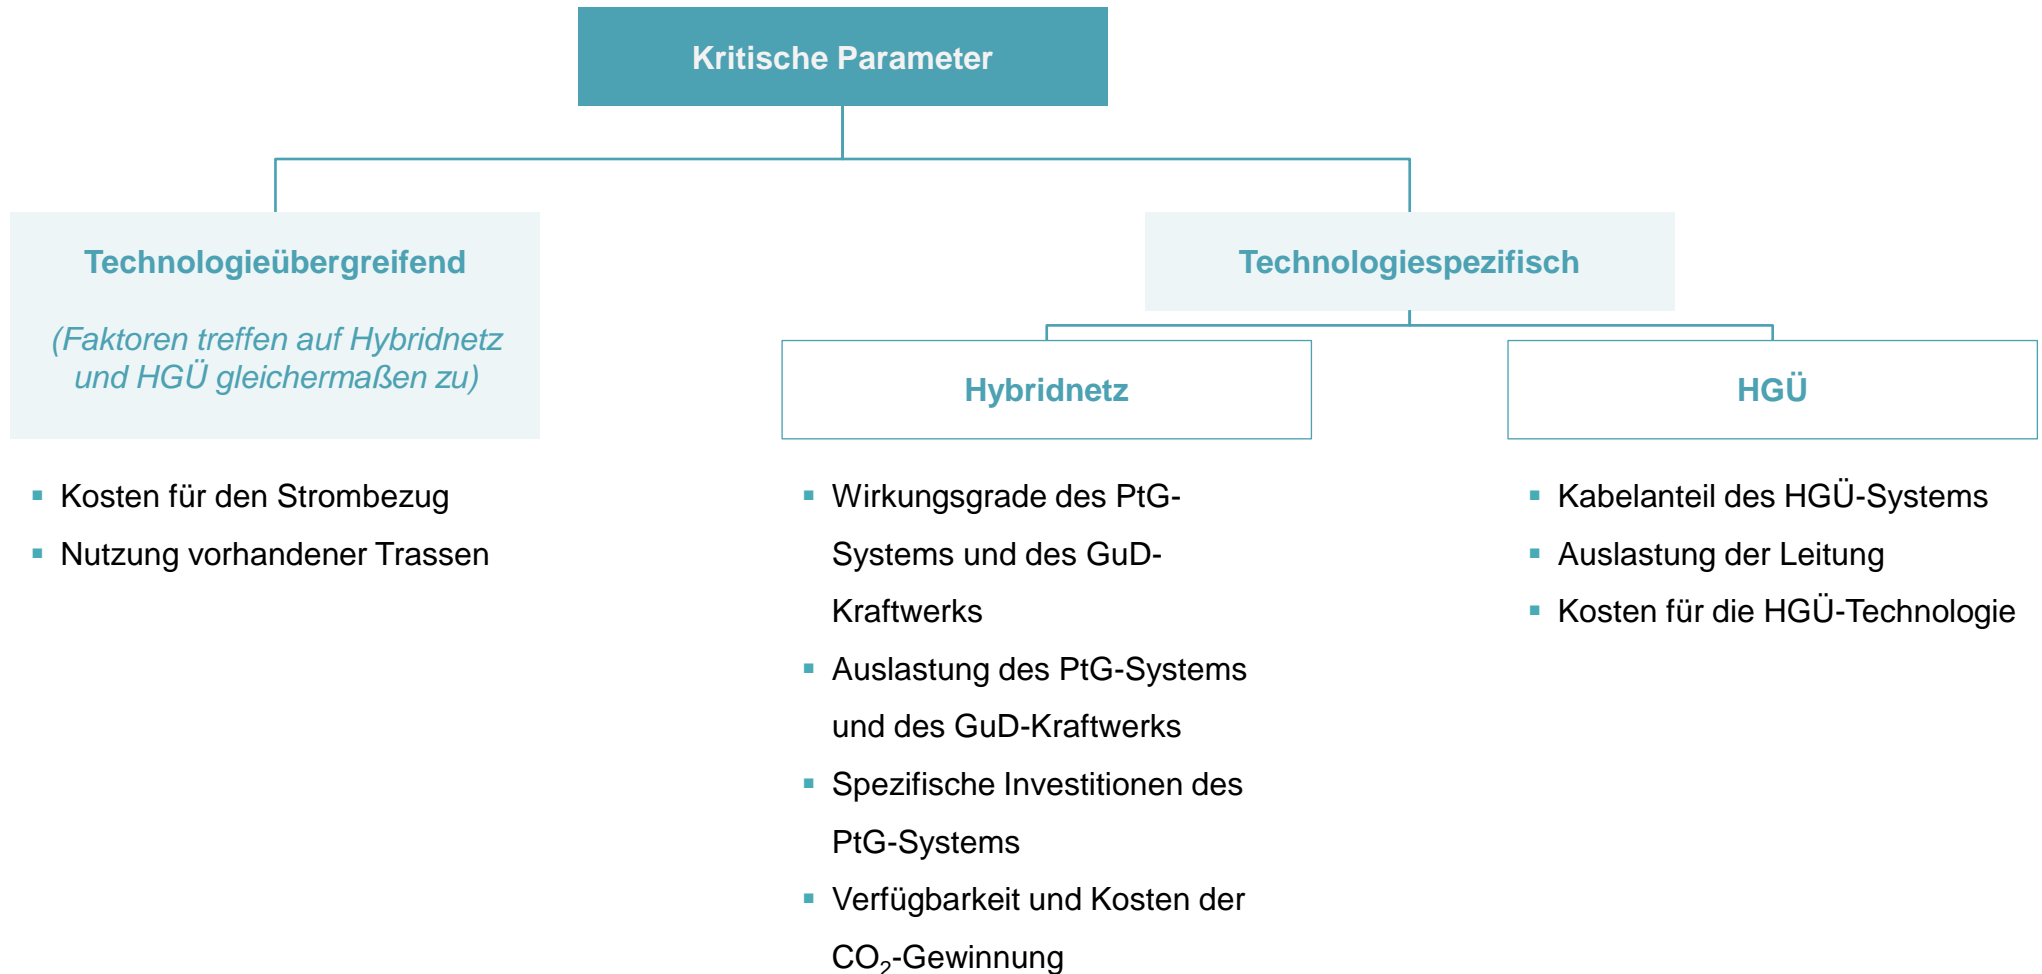 Kritische Parameter
Technologieübergreifend
(Faktoren treffen auf Hybridnetz
und HGÜ gleichermaßen zu)
▪ Kosten für den Strombezug
▪ Nutzung vorhandener Trassen
Technologiespezifisch
Hybridnetz
▪ Wirkungsgrade des PtG-
Systems und des GuD-
Kraftwerks
▪ Auslastung des PtG-Systems
und des GuD-Kraftwerks
▪ Spezifische Investitionen des
PtG-Systems
▪ Verfügbarkeit und Kosten der
CO₂-Gewinnung
HGÜ
▪ Kabelanteil des HGÜ-Systems
▪ Auslastung der Leitung
▪ Kosten für die HGÜ-Technologie